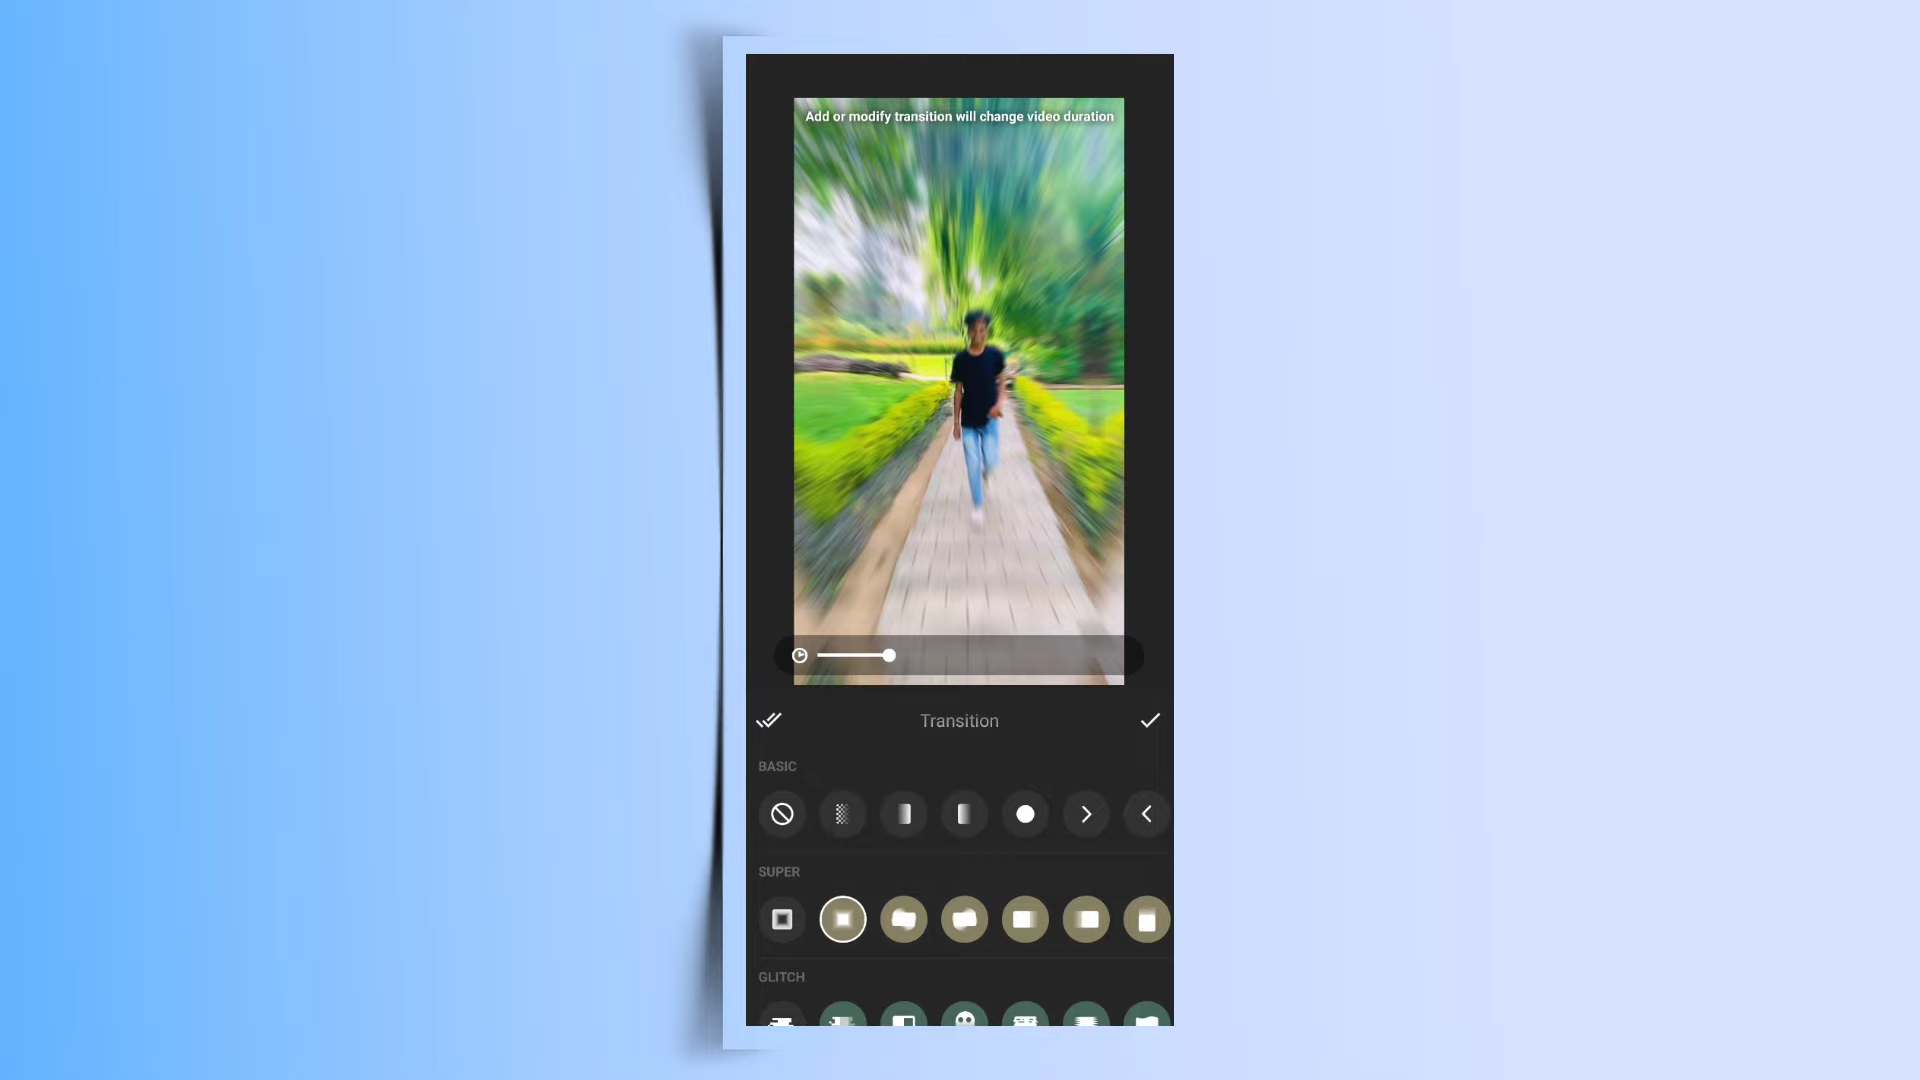 Add or modify transition will change video duration
Transition
BASIC
SUPER
GLITCH